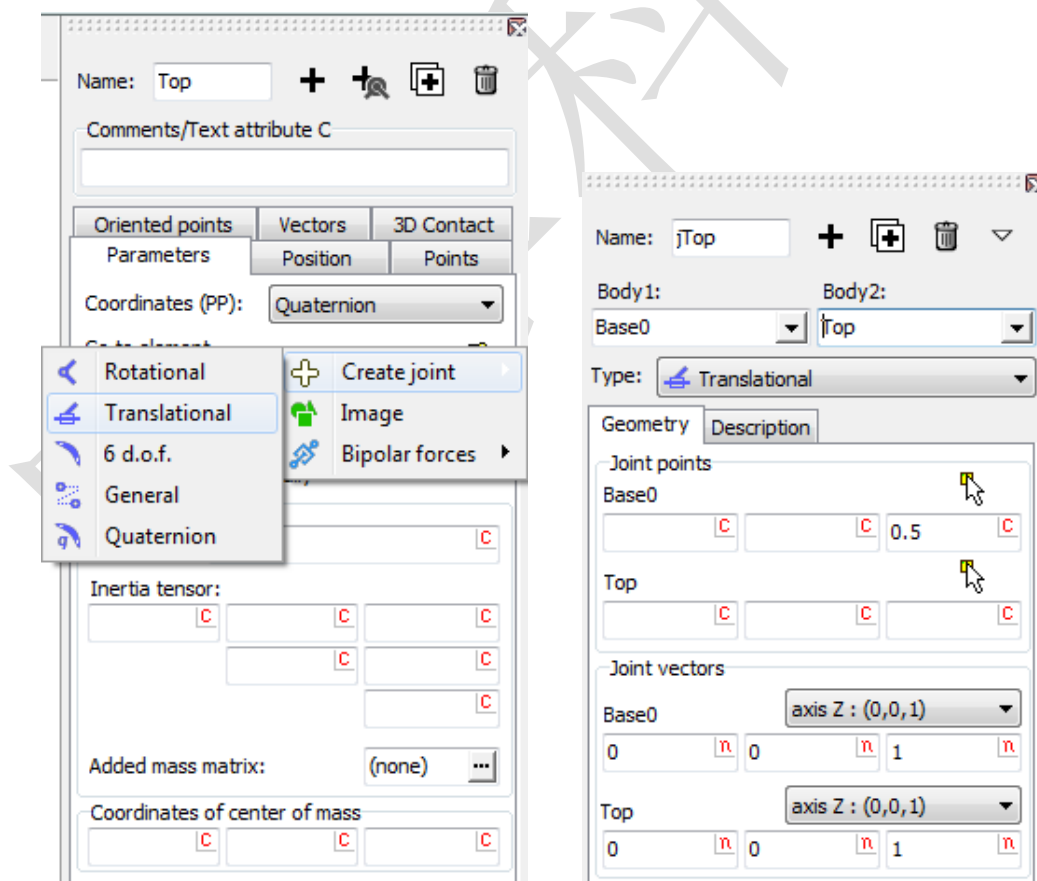 Name: Top
Comments/Text attribute C
Oriented points Vectors 3D Contact
Parameters Position Points
Coordinates (PP): Quaternion
Rotational
Translational
6 d.o.f.
General
Quaternion
Create joint
Image
Bipolar forces
C
Inertia tensor:
C C C
C C
C
Added mass matrix: (none) ...
Coordinates of center of mass
C C C
Name: jTop
Body1: Body2:
Base0 Top
Type: Translational
Geometry Description
Joint points
Base0
C C 0.5 C
Top
C C C
Joint vectors
Base0 axis Z : (0,0,1)
0 n 0 n 1 n
Top axis Z : (0,0,1)
0 n 0 n 1 n